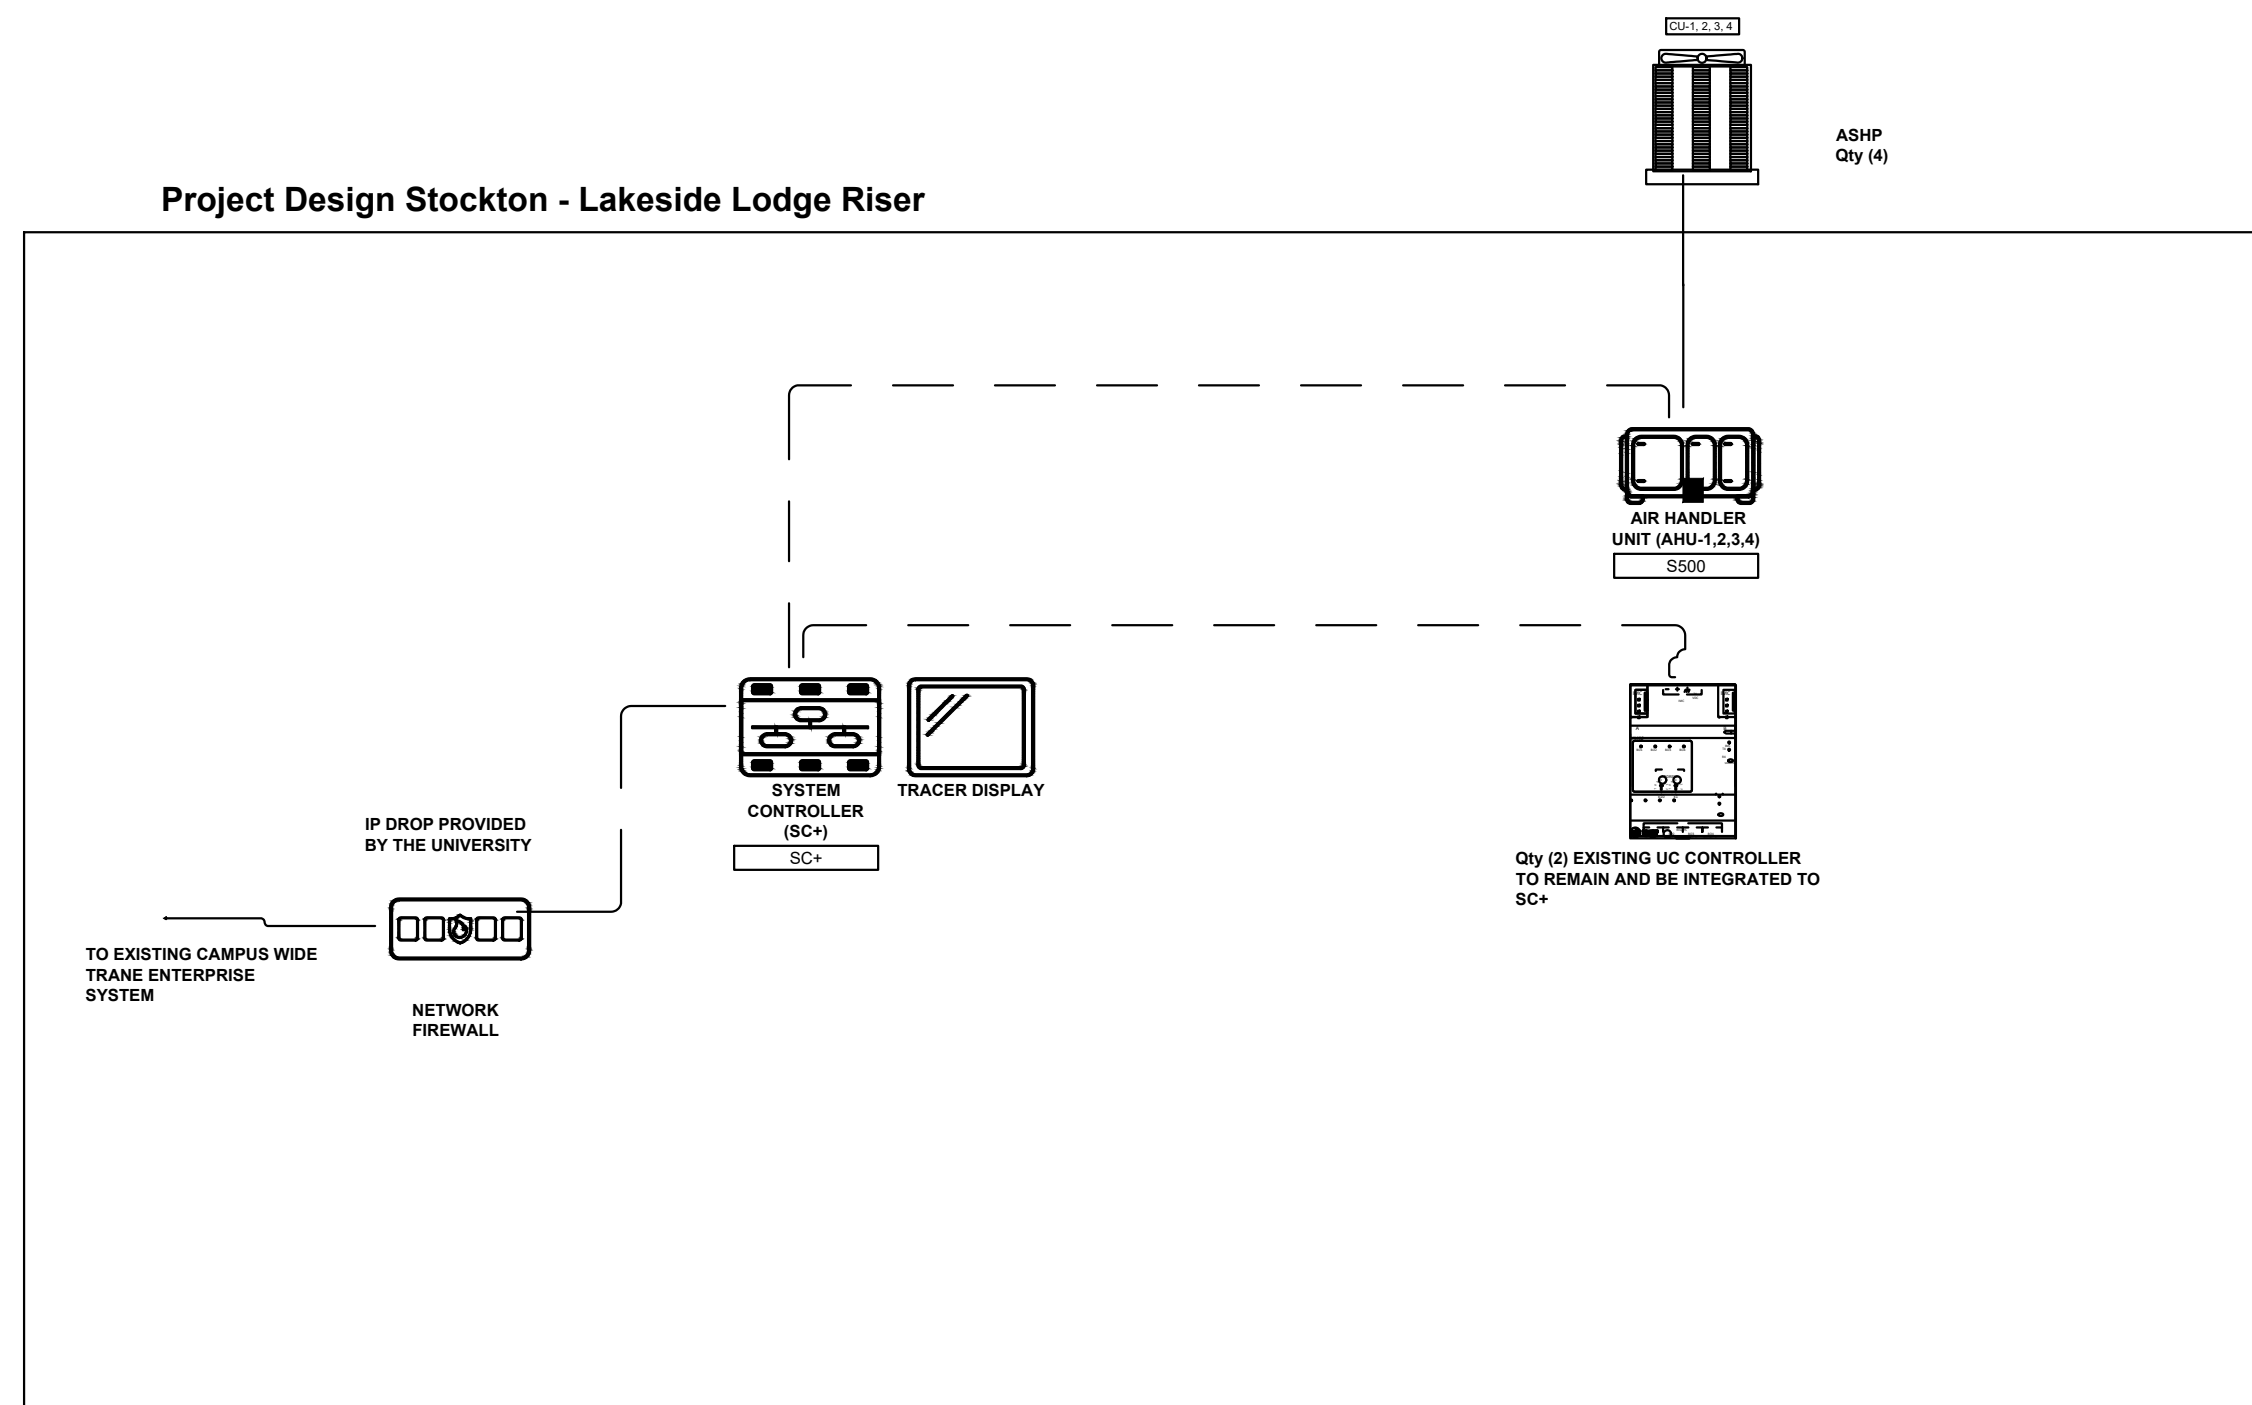 CU-1, 2, 3, 4
ASHP
Qty (4)
Project Design Stockton - Lakeside Lodge Riser
AIR HANDLER
UNIT (AHU-1,2,3,4)
S500
SYSTEM
CONTROLLER
(SC+)
SC+
TRACER DISPLAY
IP DROP PROVIDED
BY THE UNIVERSITY
Qty (2) EXISTING UC CONTROLLER
TO REMAIN AND BE INTEGRATED TO
SC+
TO EXISTING CAMPUS WIDE
TRANE ENTERPRISE
SYSTEM
NETWORK
FIREWALL